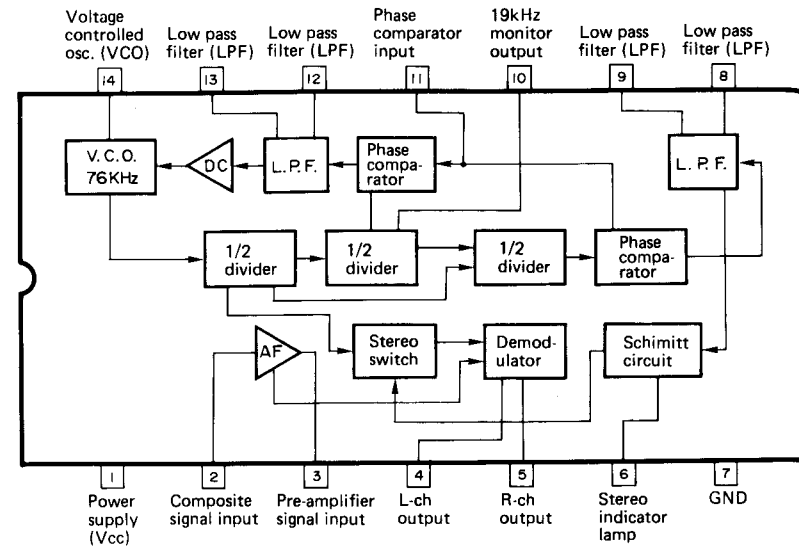 Voltage
controlled
osc. (VCO)
Low pass
filter (LPF)
Low pass
filter (LPF)
Phase
comparator
input
19kHz
monitor
output
Low pass
filter (LPF)
Low pass
filter (LPF)
14
13
12
11
10
9
8
V.C.O.
76KHz
DC
L.P.F.
Phase
compa-
rator
L.P.F.
1/2
divider
1/2
divider
1/2
divider
Phase
compa-
rator
AF
Stereo
switch
Demod-
ulator
Schimitt
circuit
1
2
3
4
5
6
7
Power
supply
(Vcc)
Composite
signal input
Pre-amplifier
signal input
L-ch
output
R-ch
output
Stereo
indicator
lamp
GND